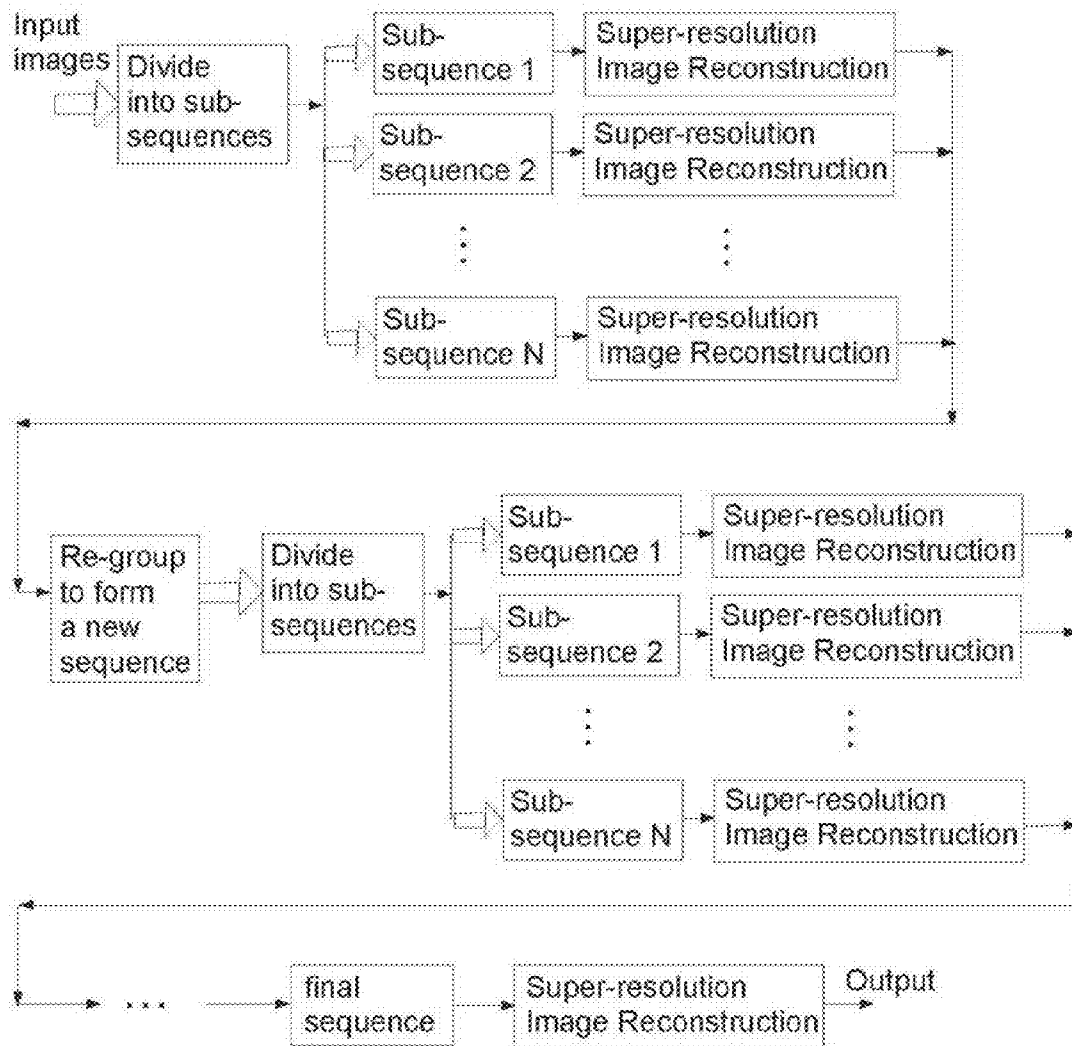 Input
images
Divide
into sub-
sequences
Sub-
sequence 1
Super-resolution
Image Reconstruction
Sub-
sequence 2
Super-resolution
Image Reconstruction
Sub-
sequence N
Super-resolution
Image Reconstruction
Re-group
to form
a new
sequence
Divide
into sub-
sequences
Sub-
sequence 1
Super-resolution
Image Reconstruction
Sub-
sequence 2
Super-resolution
Image Reconstruction
Sub-
sequence N
Super-resolution
Image Reconstruction
final
sequence
Super-resolution
Image Reconstruction
Output